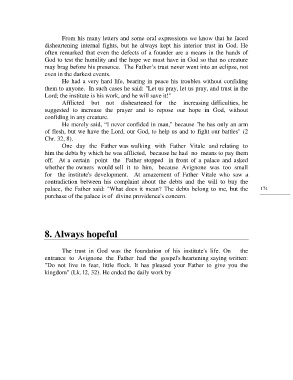 From his many letters and some oral expressions we know that he faced
disheartening internal fights, but he always kept his interior trust in God. He
often remarked that even the defects of a founder are a means in the hands of
God to test the humility and the hope we must have in God so that no creature
may brag before his presence. The Father's trust never went into an eclipse, not
even in the darkest events.
He had a very hard life, bearing in peace his troubles without confiding
them to anyone. In such cases he said: "Let us pray, let us pray, and trust in the
Lord; the institute is his work, and he will save it!"
Afflicted but not disheartened for the increasing difficulties, he
suggested to increase the prayer and to repose our hope in God, without
confiding in any creature.
He merely said, "I never confided in man," because "he has only an arm
of flesh, but we have the Lord, our God, to help us and to fight our battles" (2
Chr. 32, 8).
One day the Father was walking with Father Vitale and relating to
him the debts by which he was afflicted, because he had no means to pay them
off. At a certain point the Father stopped in front of a palace and asked
whether the owners would sell it to him, because Avignone was too small
for the institute's development. At amazement of Father Vitale who saw a
contradiction between his complaint about the debts and the will to buy the
palace, the Father said: "What does it mean? The debts belong to me, but the
purchase of the palace is of divine providence's concern.
171
8. Always hopeful
The trust in God was the foundation of his institute's life. On the
entrance to Avignone the Father had the gospel's heartening saying written:
"Do not live in fear, little flock. It has pleased your Father to give you the
kingdom" (Lk, 12, 32). He ended the daily work by